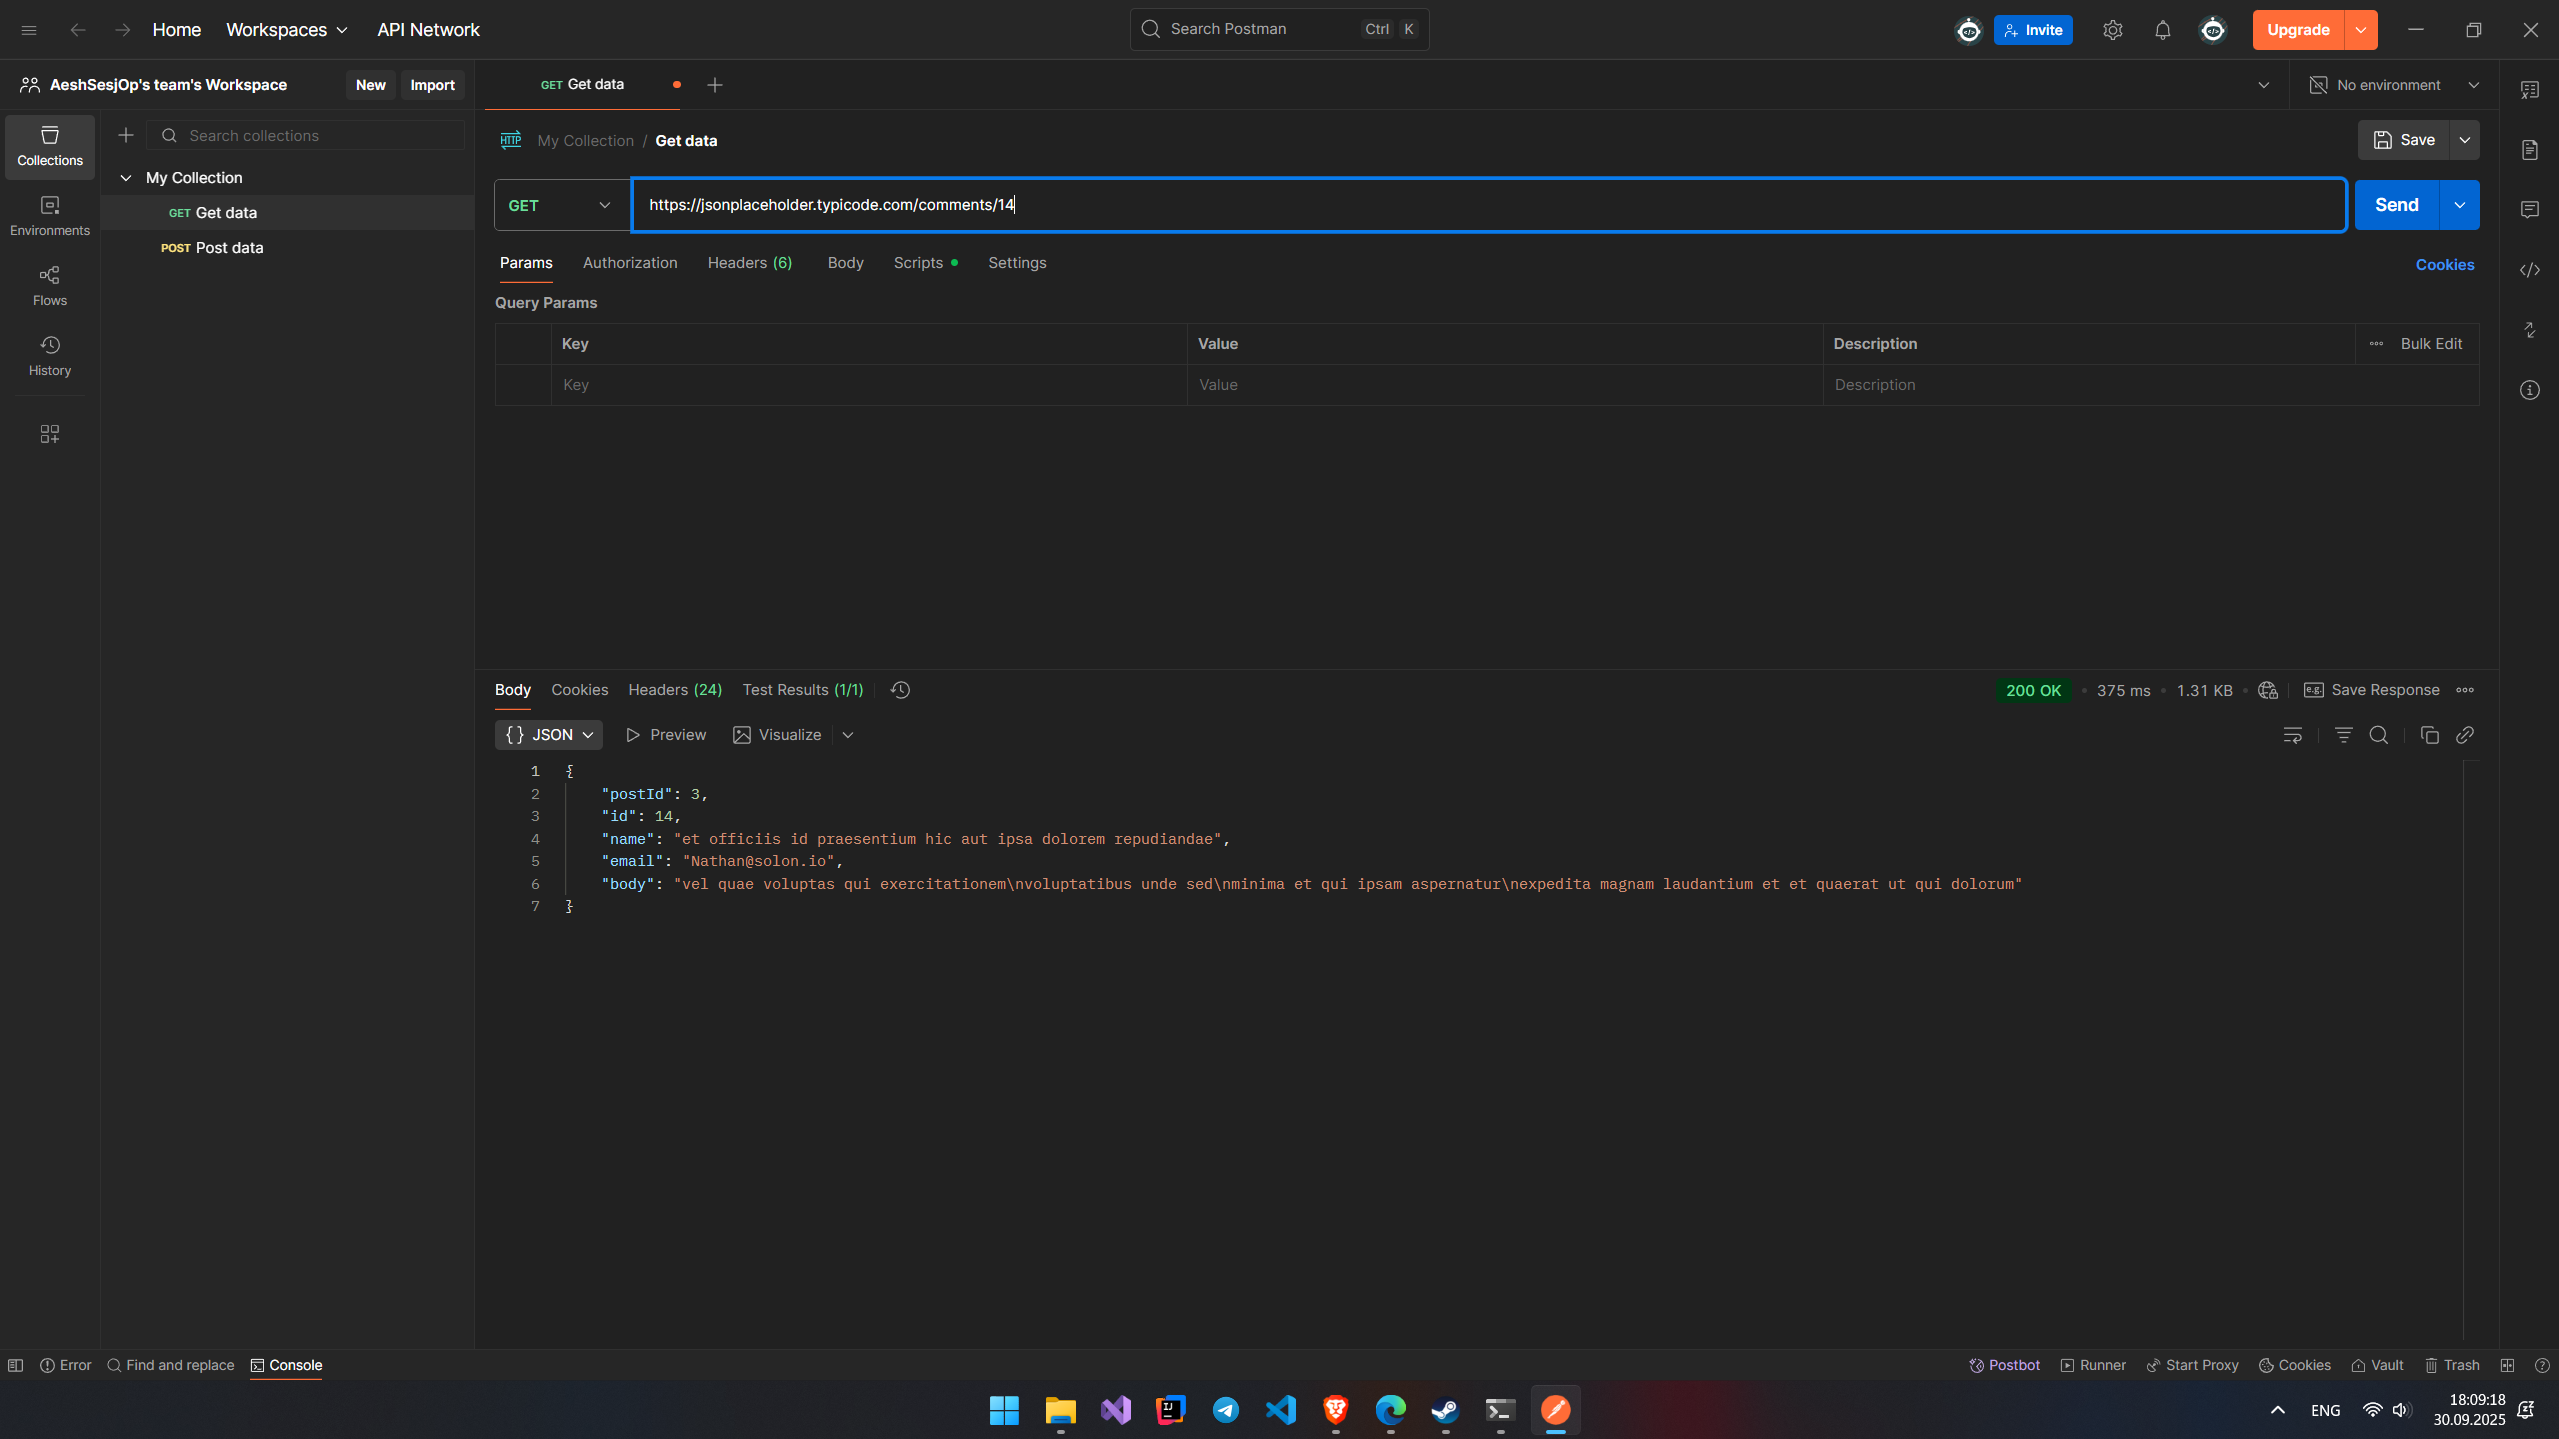 Home Workspaces API Network
Search Postman Ctrl K
Invite
Upgrade
AeshSesjOp's team's Workspace New Import
GET Get data
No environment
Collections
Environments
Flows
History
Search collections
My Collection
GET Get data
POST Post data
HTTP My Collection / Get data
Save
GET https://jsonplaceholder.typicode.com/comments/14 Send
Params Authorization Headers (6) Body Scripts Settings Cookies
Query Params
Key Value Description Bulk Edit
Key Value Description
Body Cookies Headers (24) Test Results (1/1)
200 OK • 375 ms • 1.31 KB • e.g. Save Response
{} JSON Preview Visualize
1 {
2 "postId": 3,
3 "id": 14,
4 "name": "et officiis id praesentium hic aut ipsa dolorem repudiandae",
5 "email": "Nathan@solon.io",
6 "body": "vel quae voluptas qui exercitationem\nvoluptatibus unde sed\nminima et qui ipsam aspernatur\nexpedita magnam laudantium et et quaerat ut qui dolorum"
7 }
Error Find and replace Console
Postbot Runner Start Proxy Cookies Vault Trash
IJ
ENG
18:09:18
30.09.2025